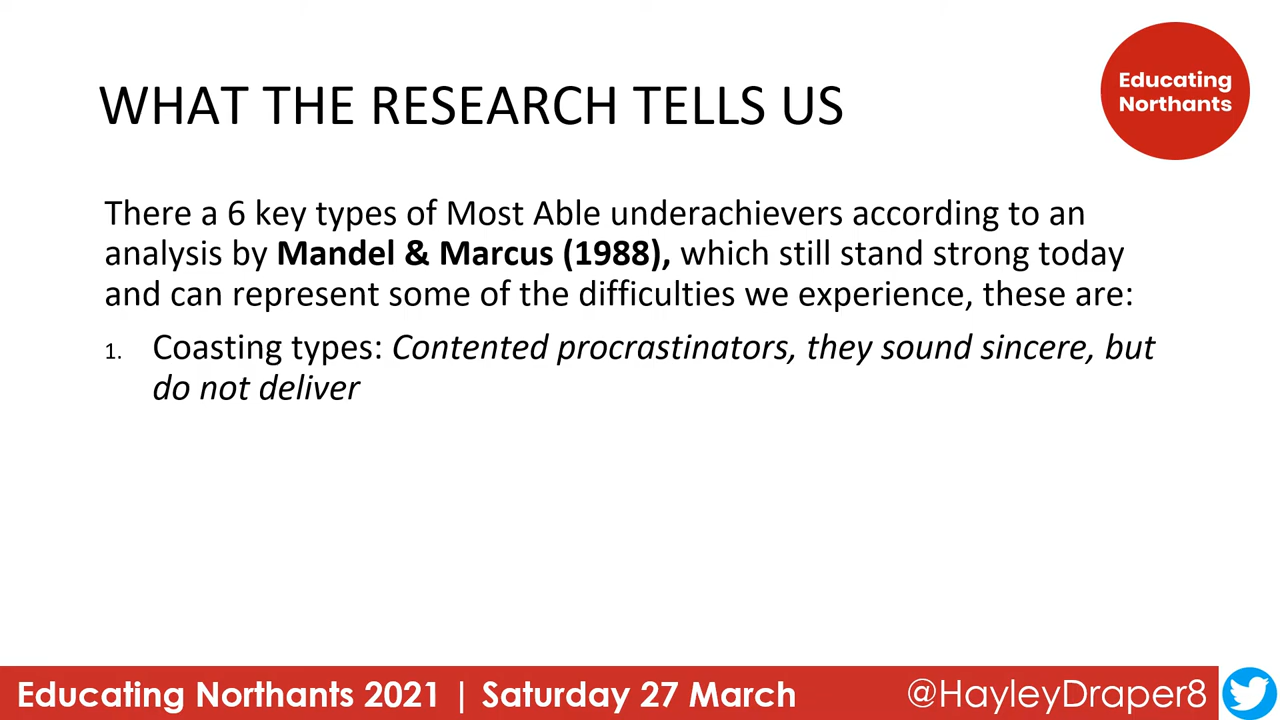 Educating
Northants
WHAT THE RESEARCH TELLS US
There a 6 key types of Most Able underachievers according to an
analysis by Mandel & Marcus (1988), which still stand strong today
and can represent some of the difficulties we experience, these are:
1. Coasting types: Contented procrastinators, they sound sincere, but
do not deliver
Educating Northants 2021 | Saturday 27 March
@HayleyDraper8